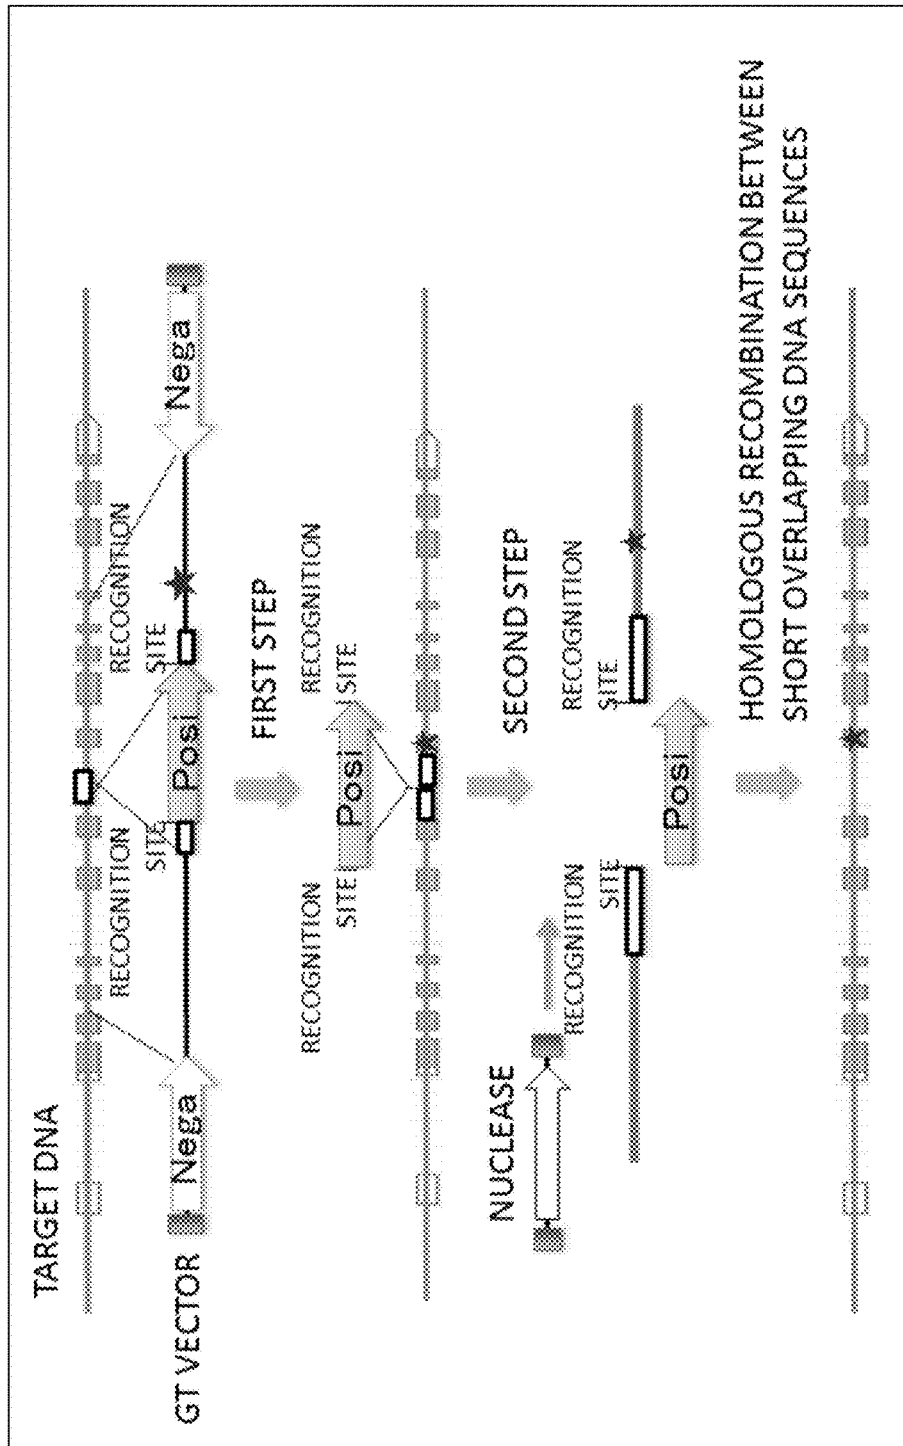 TARGET DNA
RECOGNITION
SITE
RECOGNITION
SITE
GT VECTOR
Nega
Posi
Nega
FIRST STEP
RECOGNITION
SITE
Posi
RECOGNITION
SITE
SECOND STEP
NUCLEASE
RECOGNITION
SITE
RECOGNITION
SITE
Posi
HOMOLOGOUS RECOMBINATION BETWEEN
SHORT OVERLAPPING DNA SEQUENCES